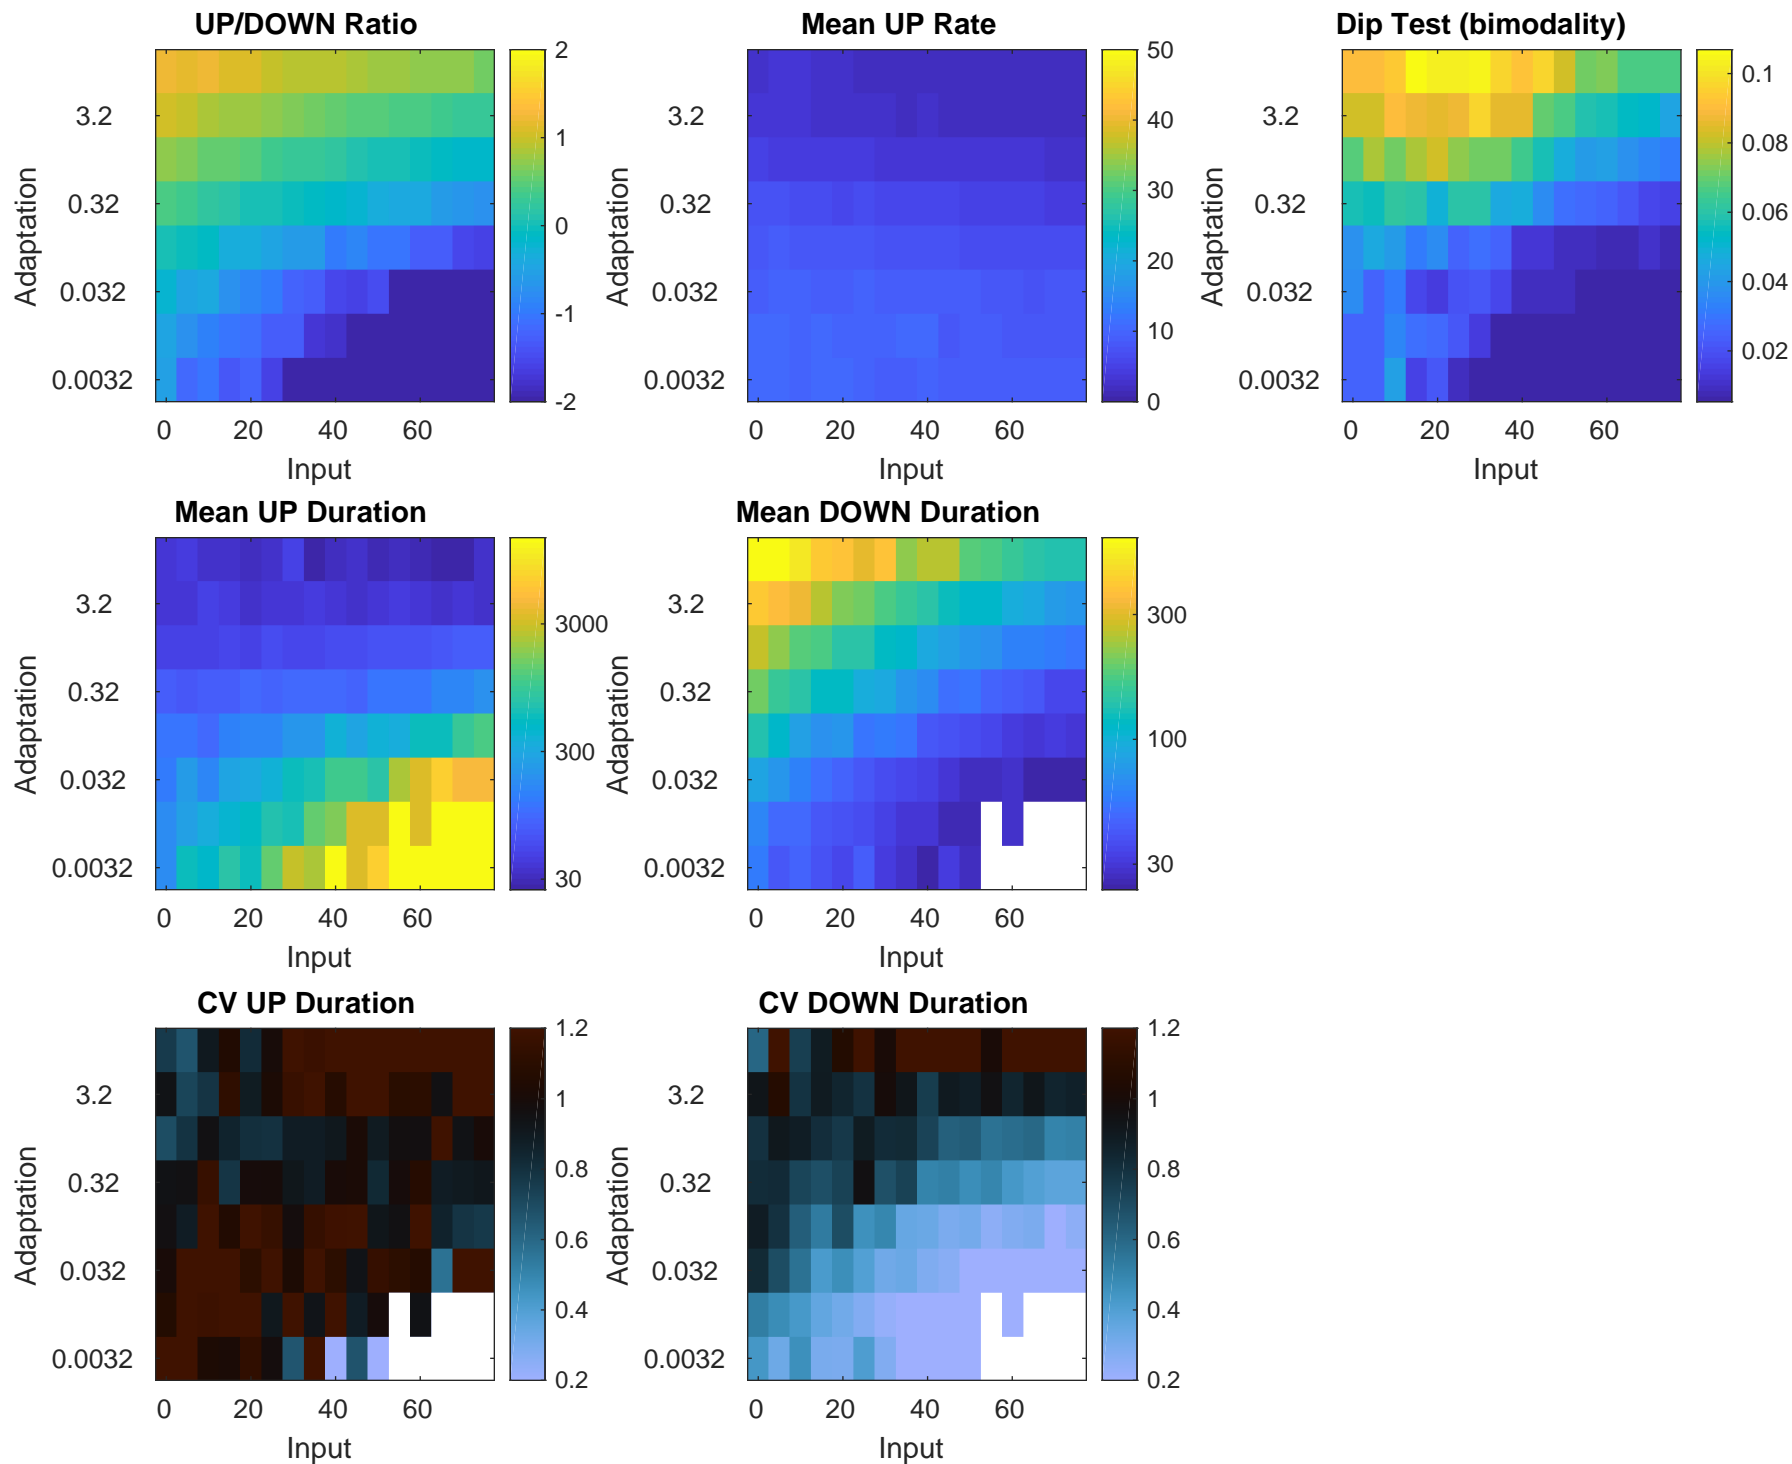 UP/DOWN Ratio
Adaptation
3.2
0.32
0.032
0.0032
0 20 40 60
Input
2
1
0
-1
-2
Mean UP Rate
Adaptation
3.2
0.32
0.032
0.0032
0 20 40 60
Input
50
40
30
20
10
0
Dip Test (bimodality)
Adaptation
3.2
0.32
0.032
0.0032
0 20 40 60
Input
0.1
0.08
0.06
0.04
0.02
Mean UP Duration
Adaptation
3.2
0.32
0.032
0.0032
0 20 40 60
Input
3000
300
30
Mean DOWN Duration
Adaptation
3.2
0.32
0.032
0.0032
0 20 40 60
Input
300
100
30
CV UP Duration
Adaptation
3.2
0.32
0.032
0.0032
0 20 40 60
Input
1.2
1
0.8
0.6
0.4
0.2
CV DOWN Duration
Adaptation
3.2
0.32
0.032
0.0032
0 20 40 60
Input
1.2
1
0.8
0.6
0.4
0.2